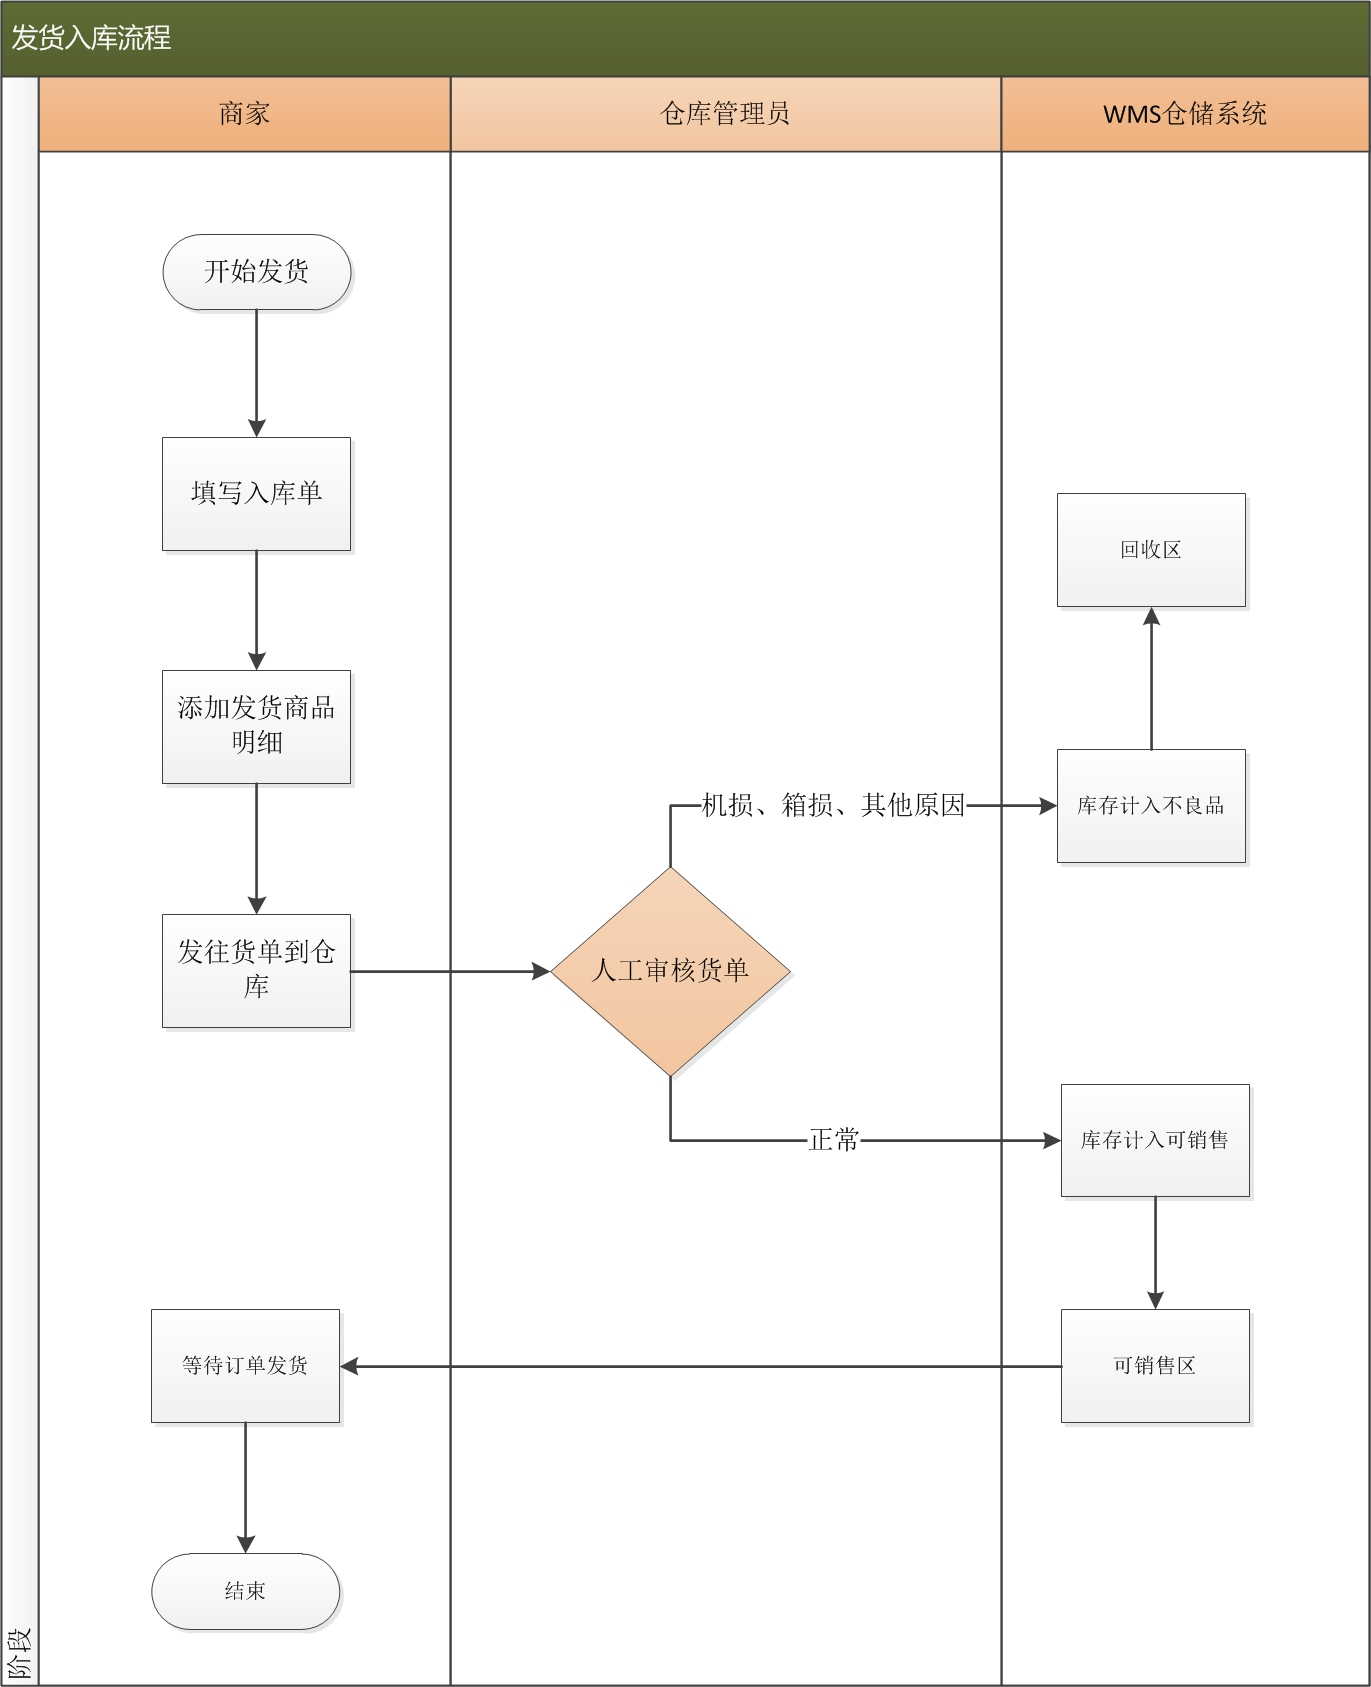 发货入库流程
商家
仓库管理员
WMS仓储系统
开始发货
填写入库单
回收区
添加发货商品
明细
机损、箱损、其他原因
库存计入不良品
发往货单到仓
库
人工审核货单
正常
库存计入可销售
等待订单发货
可销售区
结束
阶段